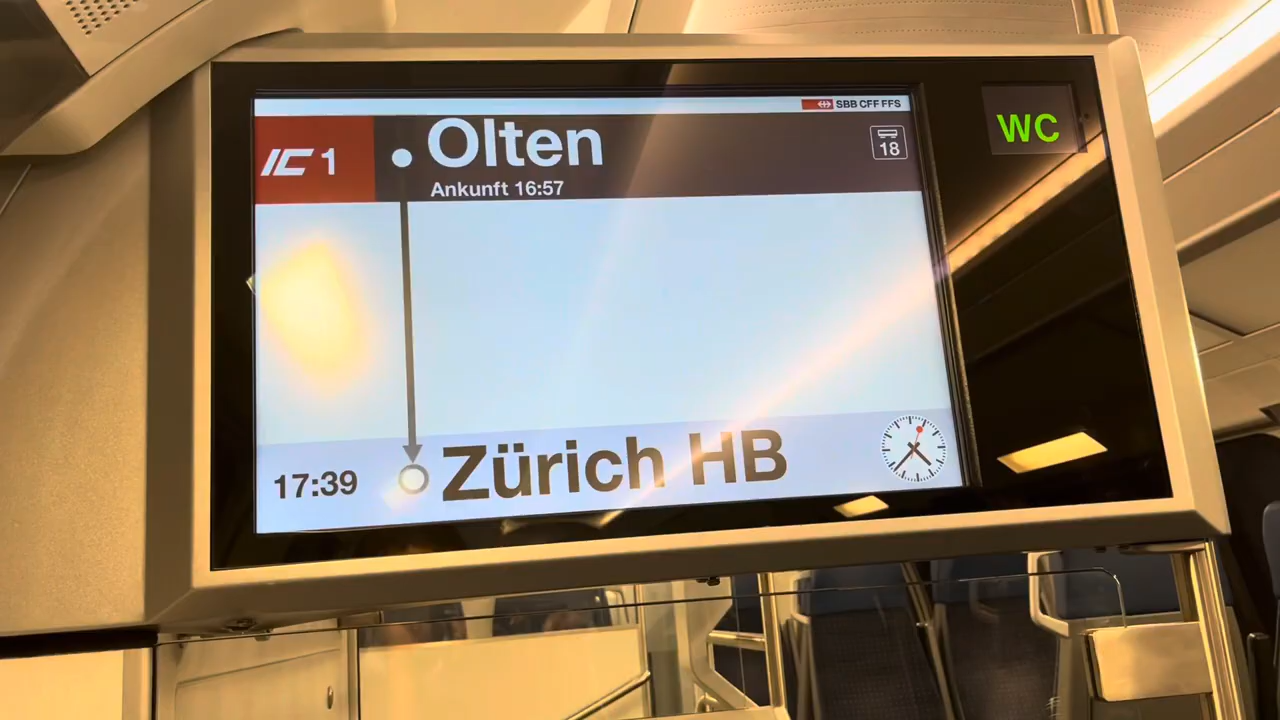 SBB CFF FFS
IC 1
Olten
18
Ankunft 16:57
WC
17:39
Zürich HB